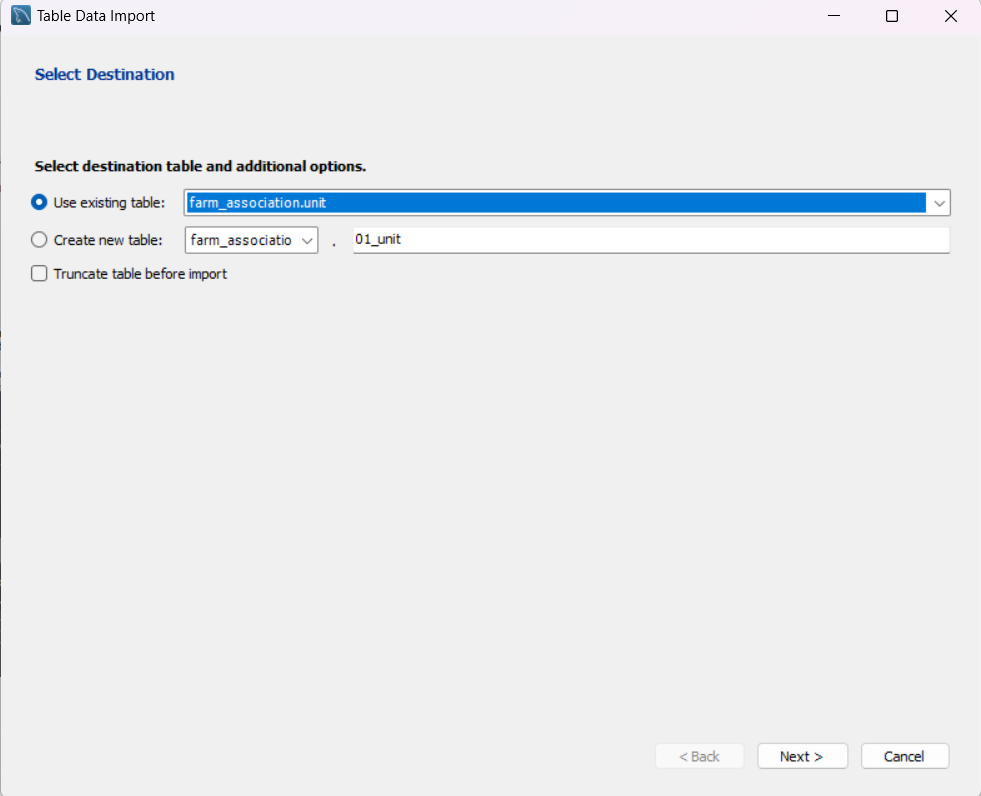 Table Data Import
Select Destination
Select destination table and additional options.
Use existing table: farm_association.unit
Create new table: farm_associatio . 01_unit
Truncate table before import
< Back Next > Cancel